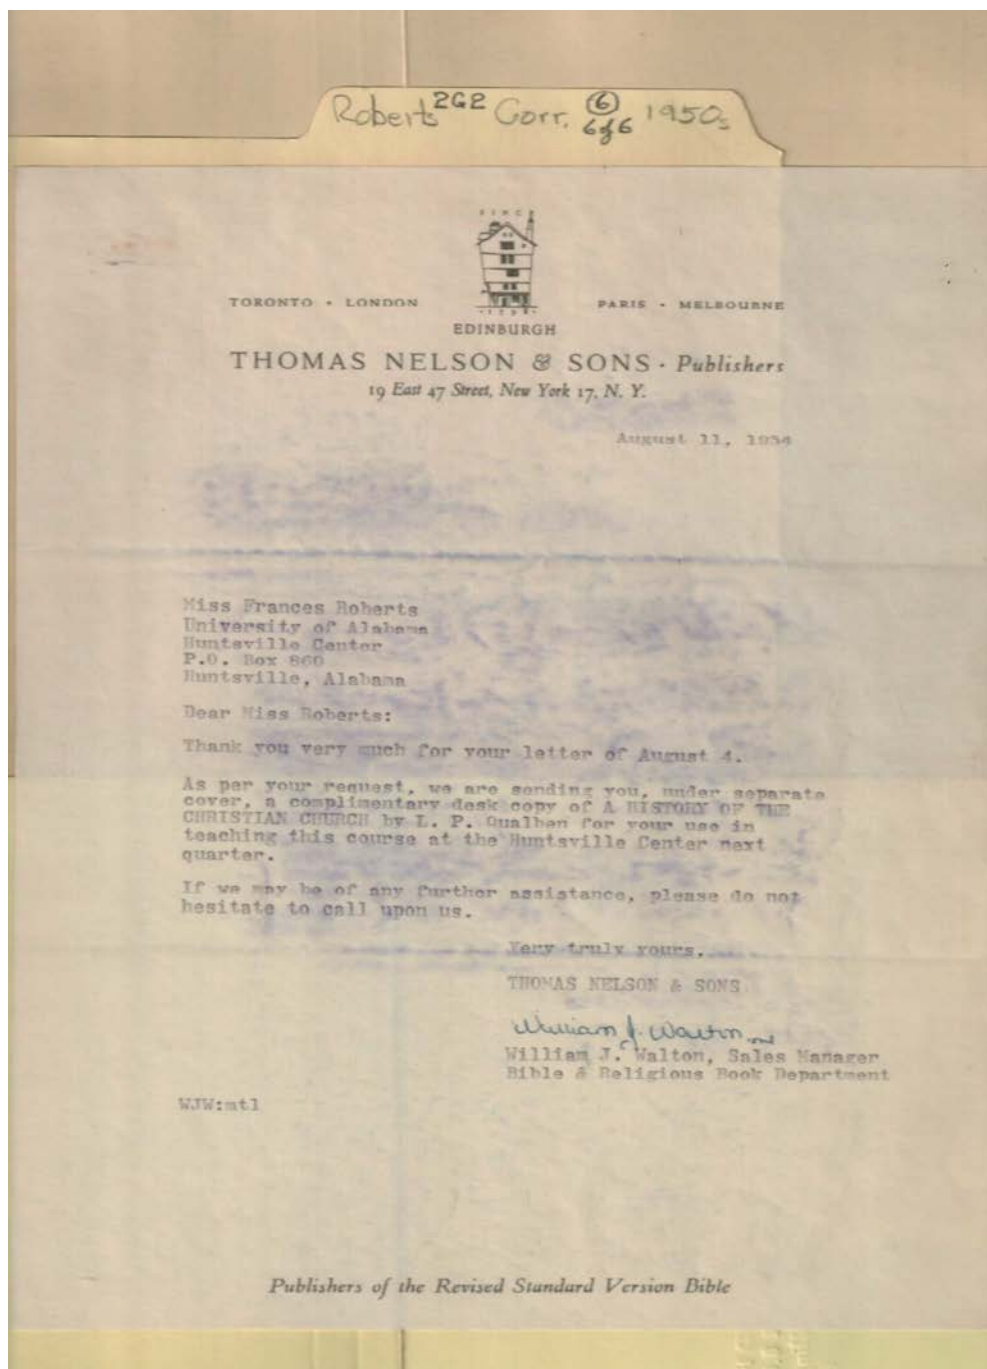 Roberts 2G2 Corr. 6 1950s
6 of 6
SINCE
TORONTO • LONDON
PARIS • MELBOURNE
1798
EDINBURGH
THOMAS NELSON & SONS • Publishers
19 East 47 Street, New York 17, N. Y.
August 11, 1954
Miss Frances Roberts
University of Alabama
Huntsville Center
P.O. Box 860
Huntsville, Alabama
Dear Miss Roberts:
Thank you very much for your letter of August 4.
As per your request, we are sending you, under separate
cover, a complimentary desk copy of A HISTORY OF THE
CHRISTIAN CHURCH by L. P. Qualben for your use in
teaching this course at the Huntsville Center next
quarter.
If we may be of any further assistance, please do not
hesitate to call upon us.
Very truly yours,
THOMAS NELSON & SONS
William J. Walton
William J. Walton, Sales Manager
Bible & Religious Book Department
WJW:mtl
Publishers of the Revised Standard Version Bible